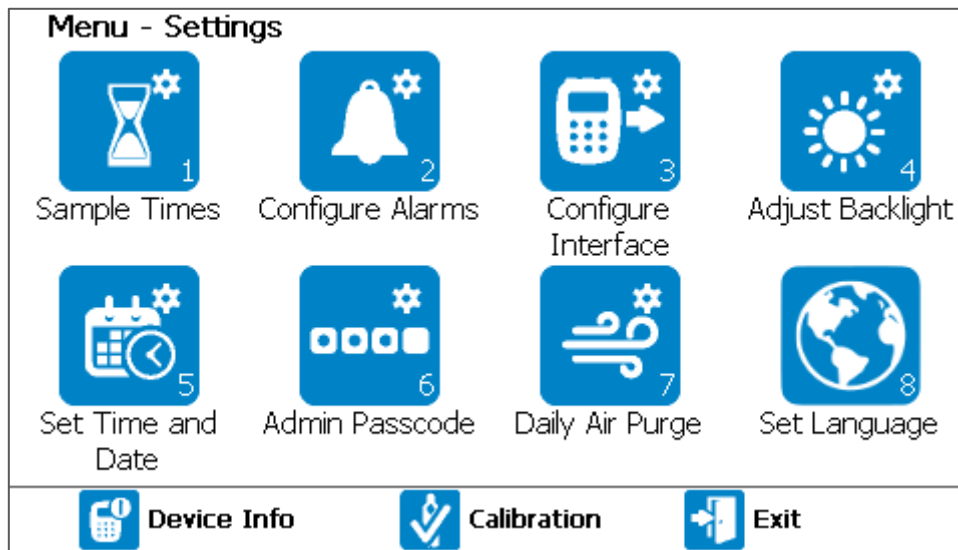 Menu - Settings
1
2
3
4
Sample Times
Configure Alarms
Configure
Interface
Adjust Backlight
5
6
7
8
Set Time and
Date
Admin Passcode
Daily Air Purge
Set Language
Device Info
Calibration
Exit